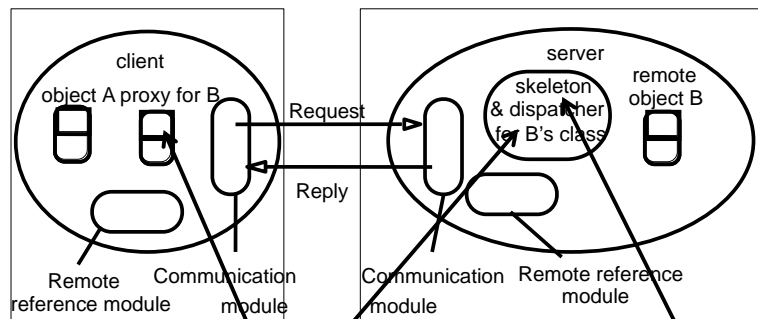 client
object A proxy for B
Request
Reply
Remote
reference module
Communication
module
server
skeleton
& dispatcher
for B's class
remote
object B
Communication
module
Remote reference
module